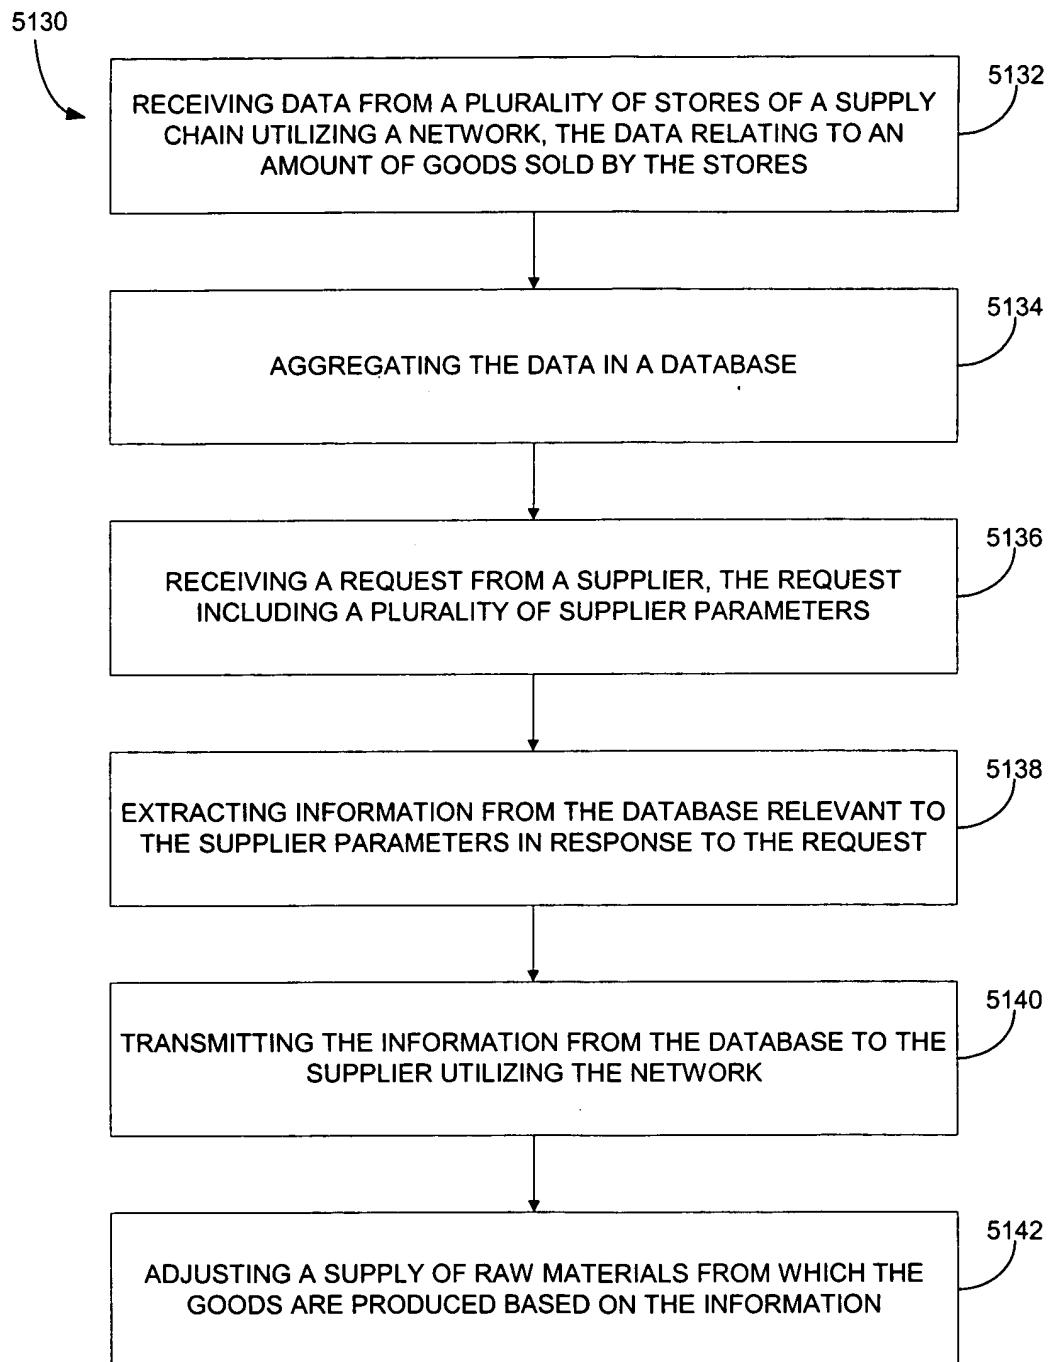 5130
5132
RECEIVING DATA FROM A PLURALITY OF STORES OF A SUPPLY
CHAIN UTILIZING A NETWORK, THE DATA RELATING TO AN
AMOUNT OF GOODS SOLD BY THE STORES
5134
AGGREGATING THE DATA IN A DATABASE
5136
RECEIVING A REQUEST FROM A SUPPLIER, THE REQUEST
INCLUDING A PLURALITY OF SUPPLIER PARAMETERS
5138
EXTRACTING INFORMATION FROM THE DATABASE RELEVANT TO
THE SUPPLIER PARAMETERS IN RESPONSE TO THE REQUEST
5140
TRANSMITTING THE INFORMATION FROM THE DATABASE TO THE
SUPPLIER UTILIZING THE NETWORK
5142
ADJUSTING A SUPPLY OF RAW MATERIALS FROM WHICH THE
GOODS ARE PRODUCED BASED ON THE INFORMATION